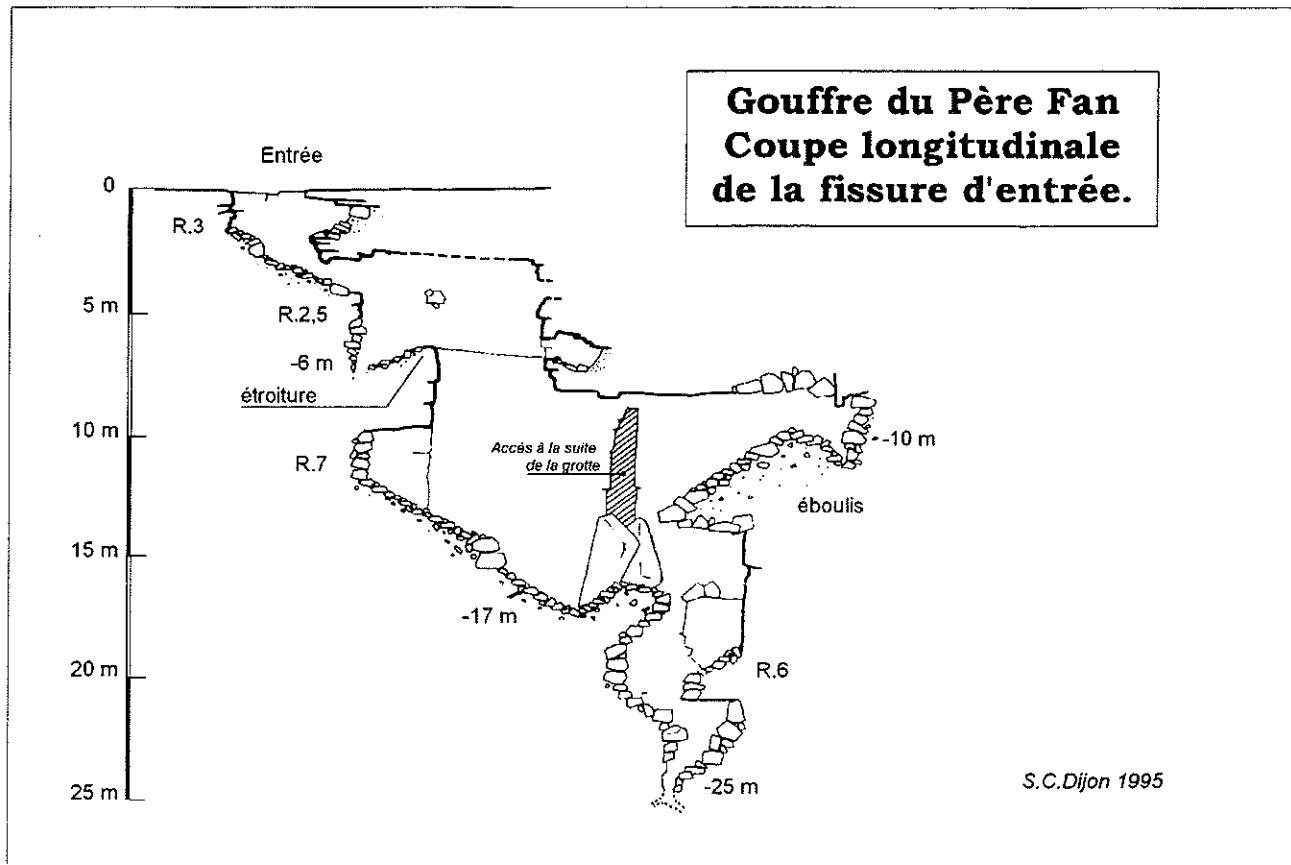 Gouffre du Père Fan
Coupe longitudinale
de la fissure d'entrée.
Entrée
0
R.3
5 m
R.2,5
-6 m
étroiture
10 m
-10 m
R.7
Accés à la suite
de la grotte
éboulis
15 m
-17 m
20 m
R.6
25 m
-25 m
S.C.Dijon 1995